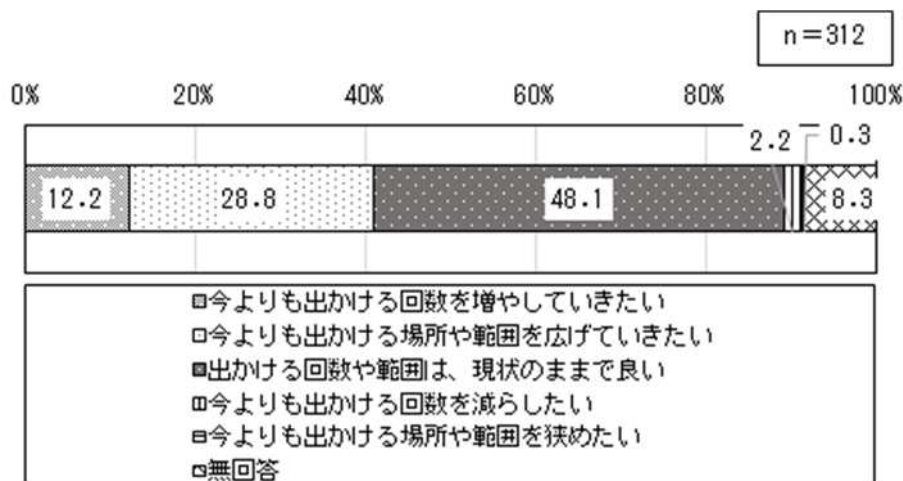 n＝312
0% 20% 40% 60% 80% 100%
2.2 0.3
12.2 28.8 48.1 8.3
今よりも出かける回数を増やしていきたい
今よりも出かける場所や範囲を広げていきたい
出かける回数や範囲は、現状のままで良い
今よりも出かける回数を減らしたい
今よりも出かける場所や範囲を狭めたい
無回答